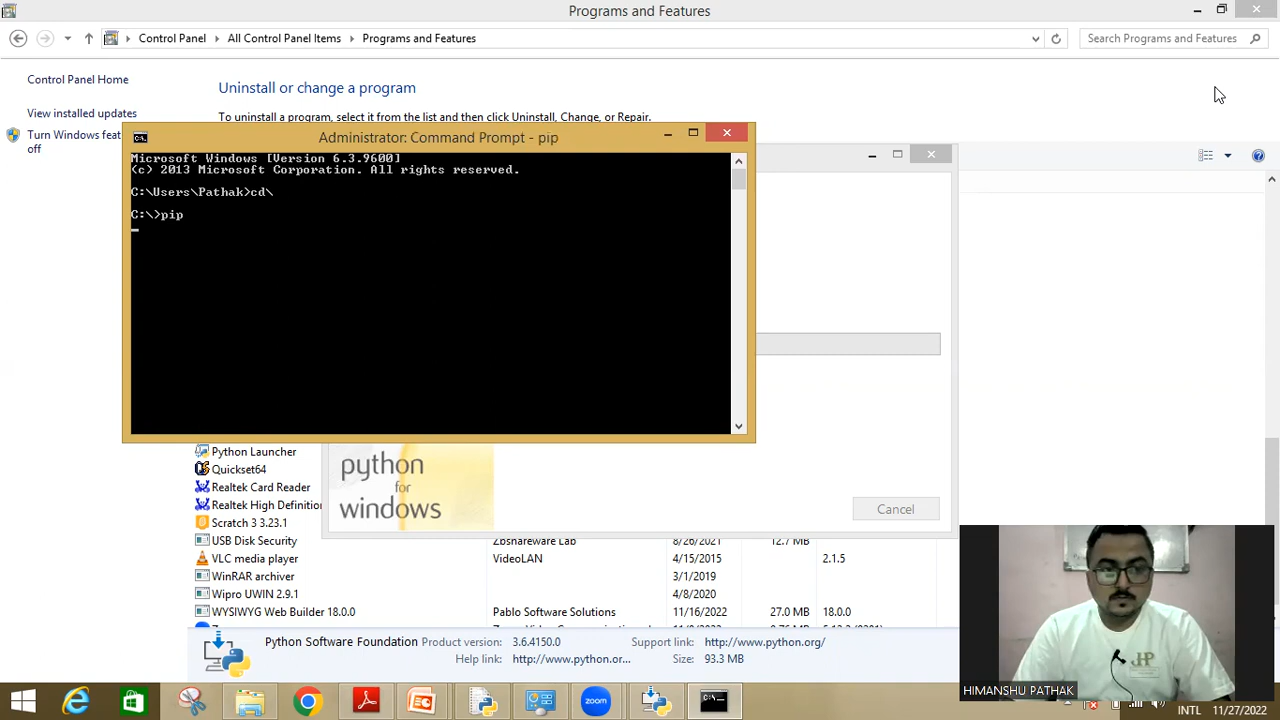 Programs and Features
Control Panel All Control Panel Items Programs and Features
Search Programs and Features
Control Panel Home
View installed updates
Turn Windows feat
off
Uninstall or change a program
To uninstall a program, select it from the list and then click Uninstall, Change, or Repair.
Administrator: Command Prompt - pip
Microsoft Windows [Version 6.3.9600]
(c) 2013 Microsoft Corporation. All rights reserved.
C:\Users\Pathak>cd\
C:\>pip
Python Launcher
Quickset64
Realtek Card Reader
Realtek High Definitio
Scratch 3 3.23.1
USB Disk Security Zbshareware Lab 8/26/2021 12.7 MB
VLC media player VideoLAN 4/15/2015 2.1.5
WinRAR archiver 3/1/2019
Wipro UWIN 2.9.1 4/8/2020
WYSIWYG Web Builder 18.0.0 Pablo Software Solutions 11/16/2022 27.0 MB 18.0.0
python
for
windows
Cancel
Python Software Foundation Product version: 3.6.4150.0 Support link: http://www.python.org/
Help link: http://www.python.or... Size: 93.3 MB
HIMANSHU PATHAK
zoom
INTL 11/27/2022